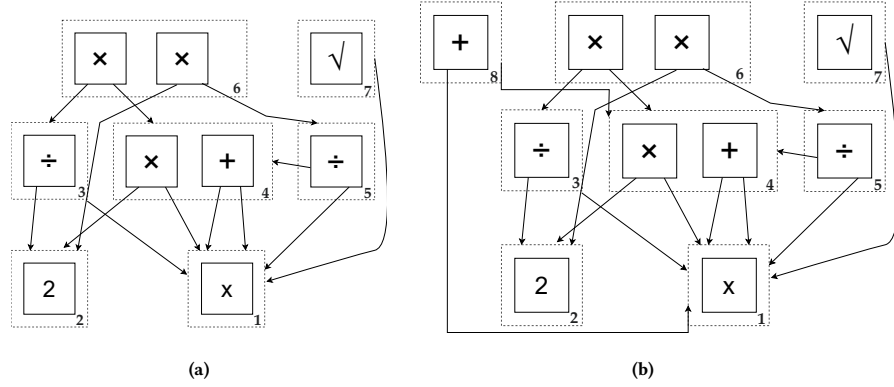 × × 6 √ 7
÷ 3 × + 4 ÷ 5
2 2 x 1
(a)
+ 8 × × 6 √ 7
÷ 3 × + 4 ÷ 5
2 2 x 1
(b)